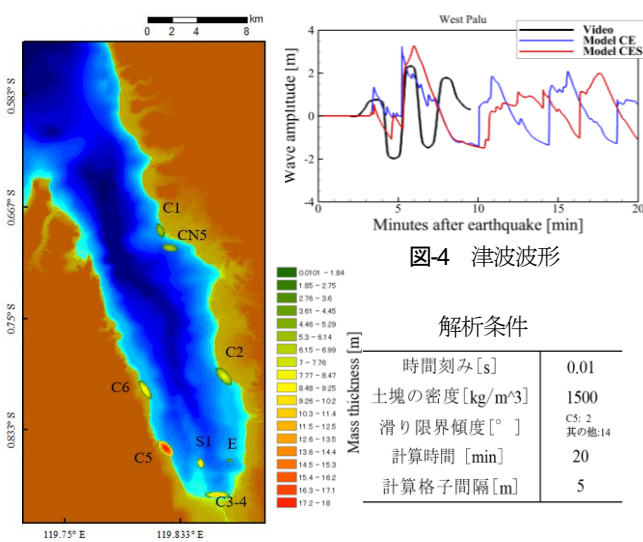 km
0 2 4 8
0.583° S
0.667° S
0.75° S
0.833° S
C1
CN5
C2
C6
C5
S1
E
C3-4
119.75° E
119.833° E
0.0101 - 1.84
1.85 - 2.75
2.76 - 3.6
3.61 - 4.45
4.46 - 5.29
5.3 - 6.14
6.15 - 6.99
7 - 7.76
7.77 - 8.47
8.48 - 9.25
9.26 - 10.2
10.3 - 11.4
11.5 - 12.5
12.6 - 13.5
13.6 - 14.4
14.5 - 15.3
15.4 - 16.2
16.3 - 17.1
17.2 - 18
Mass thickness [m]
West Palu
Video
Model CE
Model CES
Wave amplitude [m]
4
2
0
-2
-4
0 5 10 15 20
Minutes after earthquake [min]
図-4 津波波形
解析条件
時間刻み[s] 0.01
土塊の密度[kg/m^3] 1500
滑り限界傾度[°] C5: 2
其の他:14
計算時間 [min] 20
計算格子間隔[m] 5